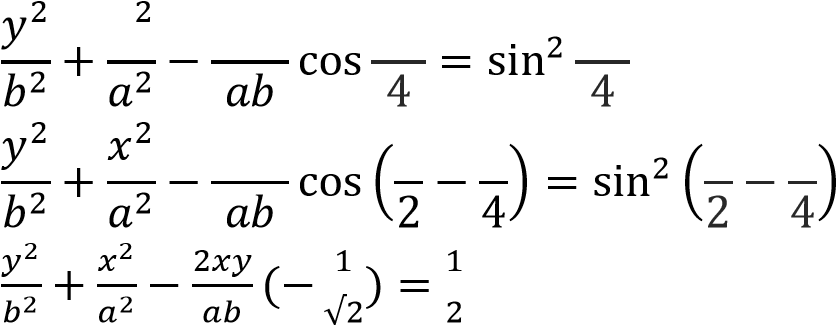 y²/b² + ²/a² − /ab cos /4 = sin² /4
y²/b² + x²/a² − /ab cos (/2 − /4) = sin² (/2 − /4)
y²/b² + x²/a² − 2xy/ab (− 1/√2) = 1/2